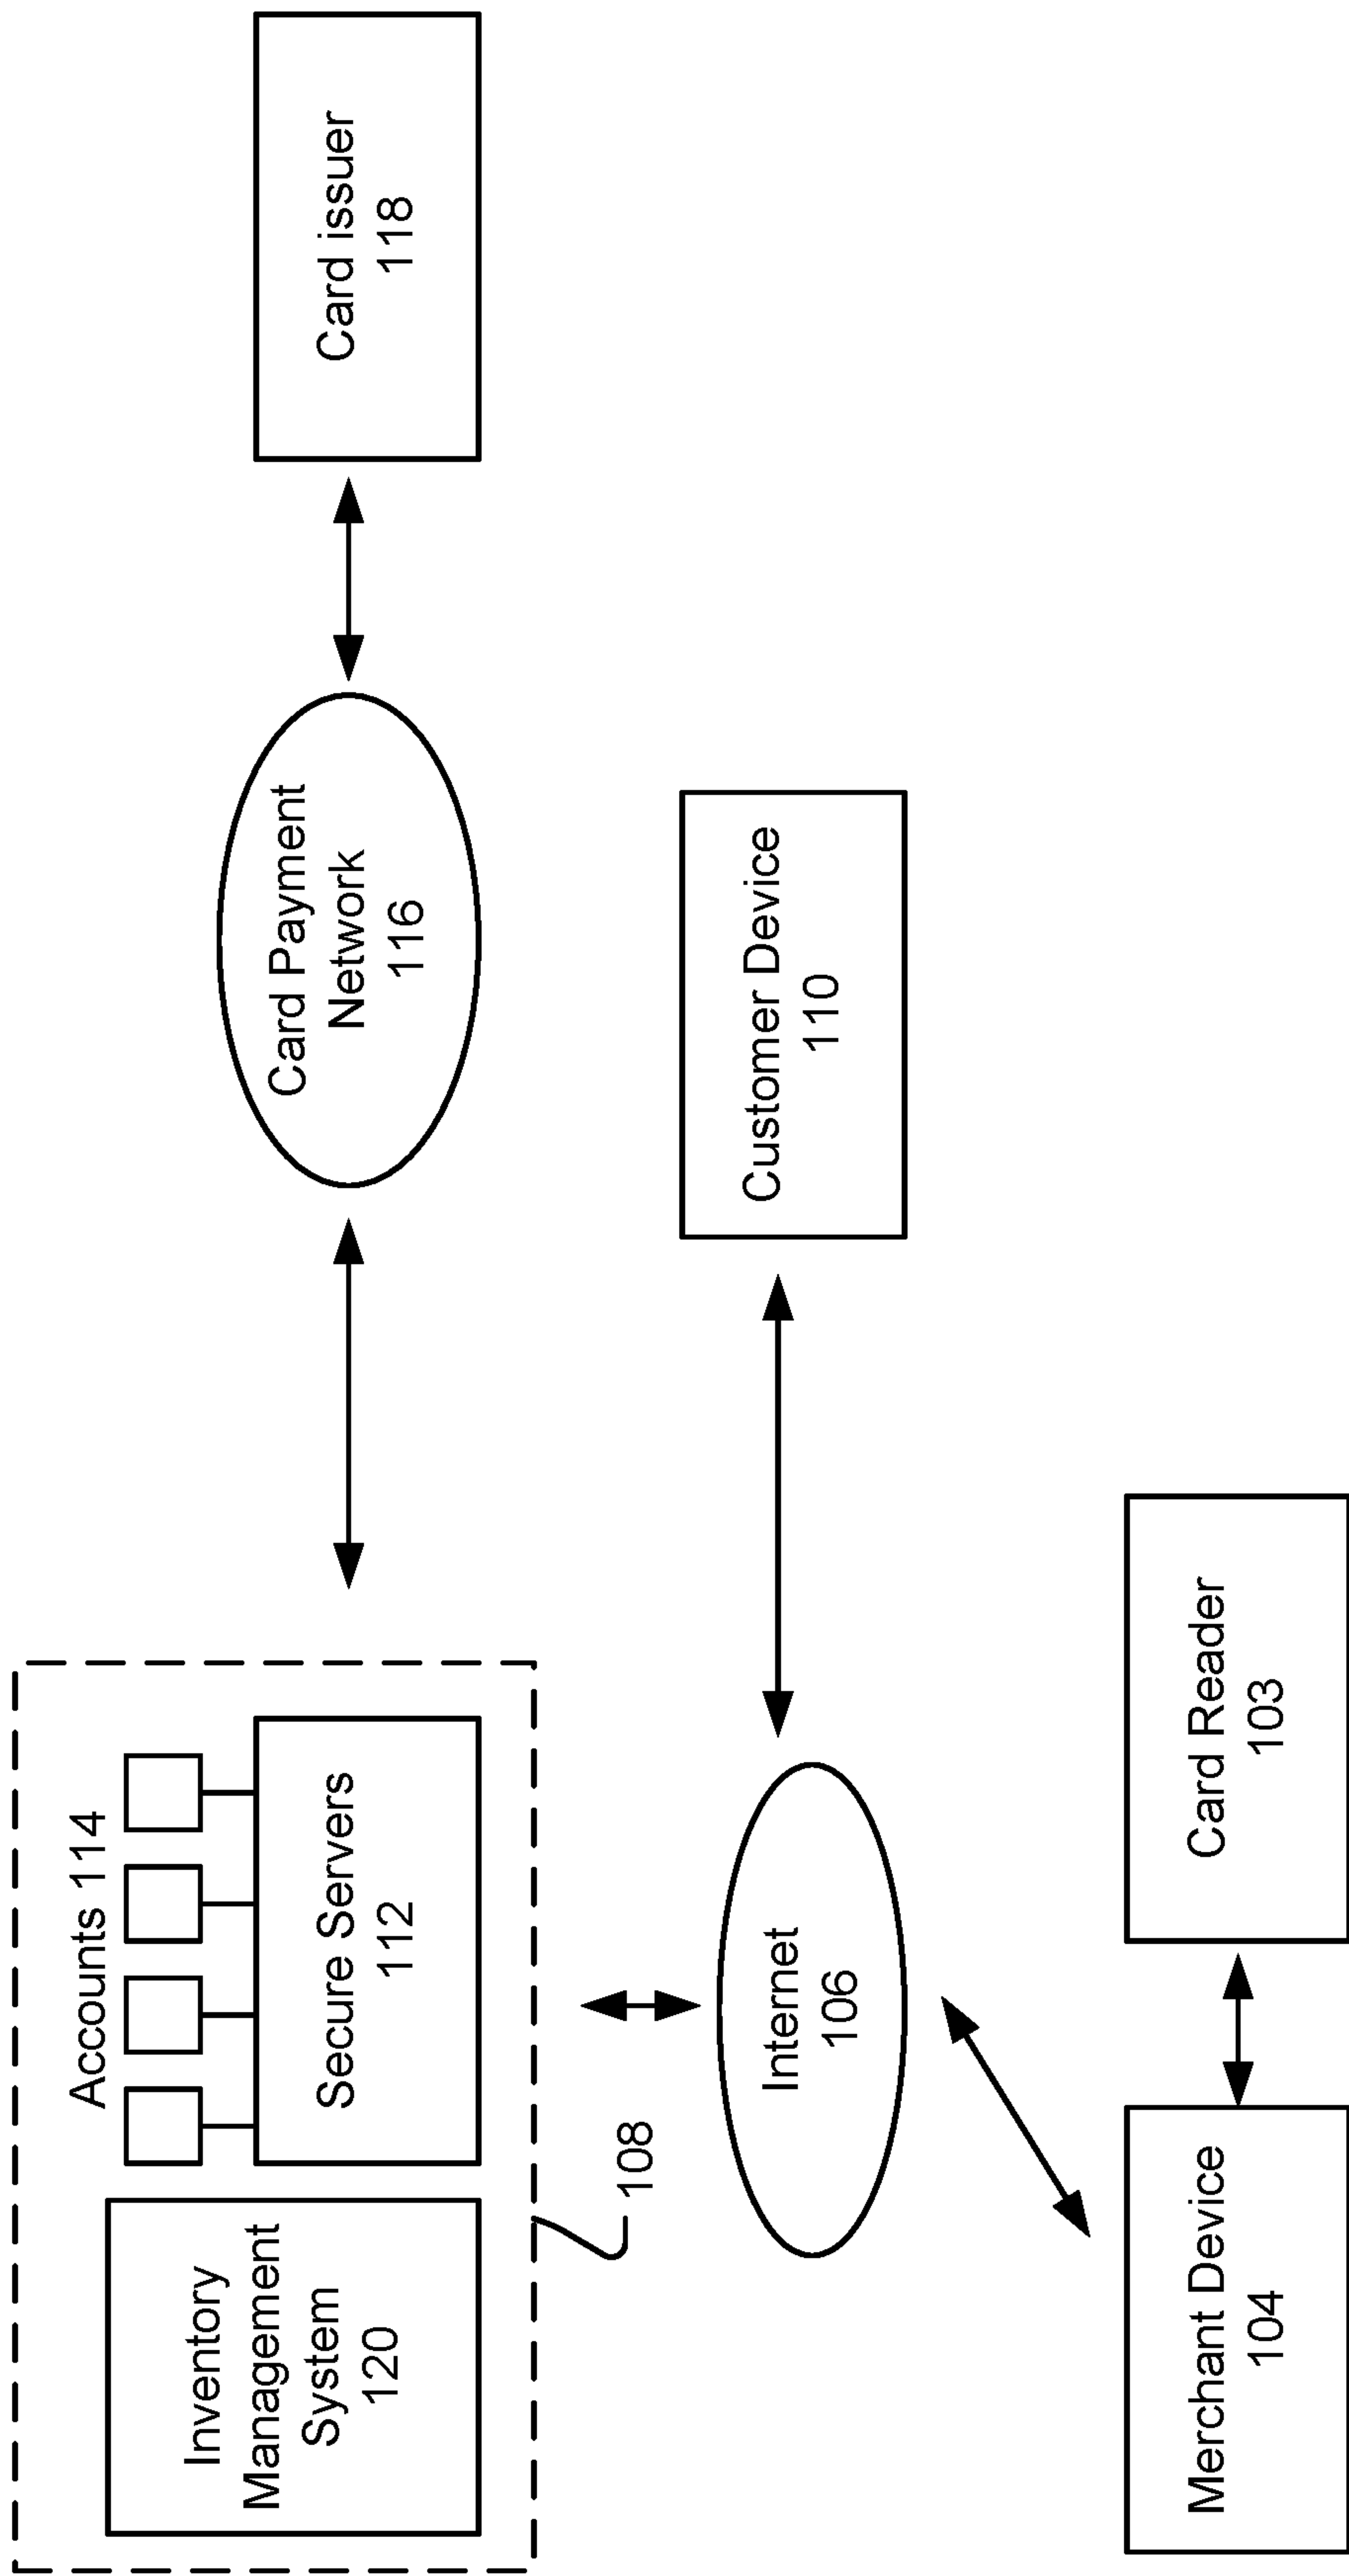 Accounts 114
Inventory
Management
System
120
Secure Servers
112
Card Payment
Network
116
Card issuer
118
108
Internet
106
Customer Device
110
Merchant Device
104
Card Reader
103